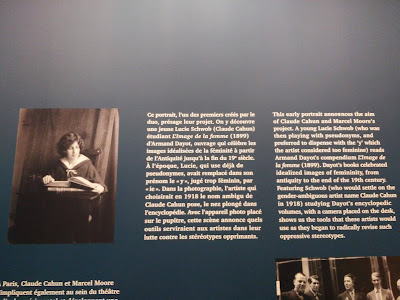 Ce portrait, l'un des premiers créés par le
duo, présage leur projet. On y découvre
une jeune Lucie Schwob (Claude Cahun)
étudiant L'Image de la femme (1899)
d'Armand Dayot, ouvrage qui célèbre les
images idéalisées de la féminité à partir
de l'Antiquité jusqu'à la fin du 19e siècle.
À l'époque, Lucie, qui use déjà de
pseudonymes, avait remplacé dans son
prénom le « y », jugé trop féminin, par
« ie ». Dans la photographie, l'artiste qui
choisirait en 1918 le nom ambigu de
Claude Cahun pose, le nez plongé dans
l'encyclopédie. Avec l'appareil photo placé
sur le pupitre, cette scène annonce quels
outils serviraient aux artistes dans leur
lutte contre les stéréotypes opprimants.
This early portrait announces the aim
of Claude Cahun and Marcel Moore's
project. A young Lucie Schwob (who was
then playing with pseudonyms, and
preferred to dispense with the 'y' which
the artist considered too feminine) reads
Armand Dayot's compendium L'Image de
la femme (1899). Dayot's books celebrated
idealized images of femininity, from
antiquity to the end of the 19th century.
Featuring Schwob (who would settle on the
gender-ambiguous artist name Claude Cahun
in 1918) studying Dayot's encyclopedic
volumes, with a camera placed on the desk,
shows us the tools that these artists would
use as they began to radically revise such
oppressive stereotypes.
Paris, Claude Cahun et Marcel Moore
impliquent également au sein du théâtre